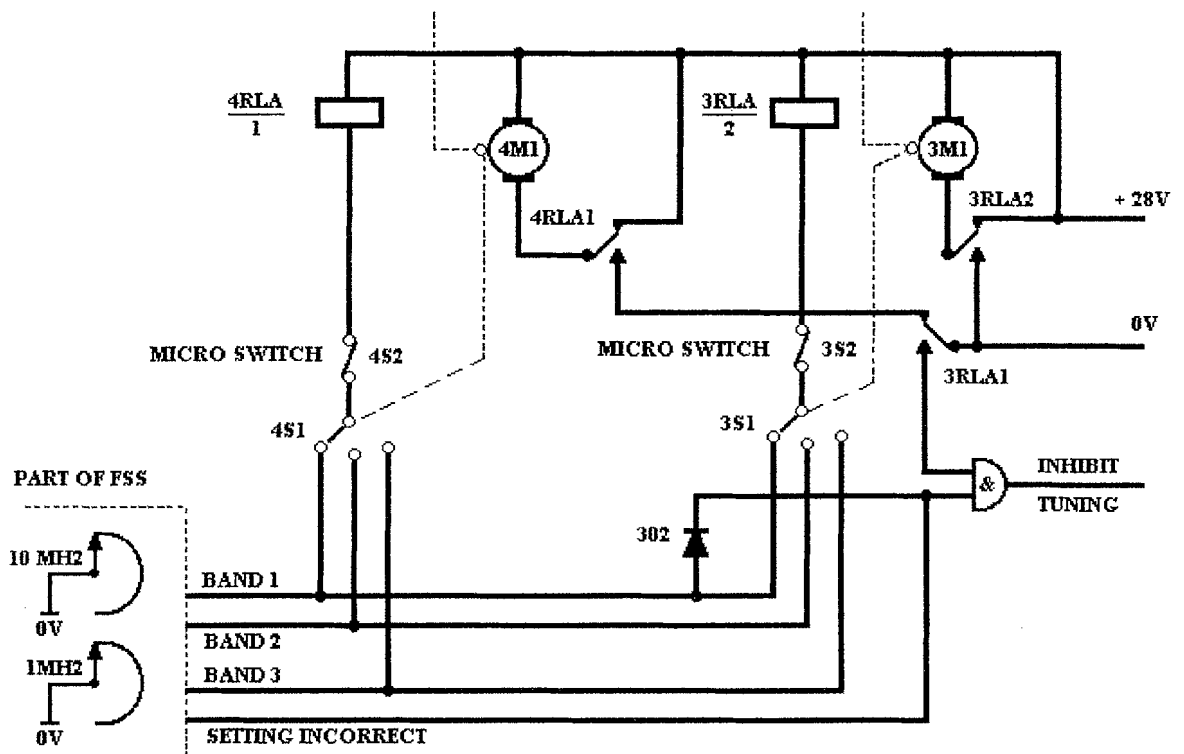 4RLA
1
4M1
3RLA
2
3M1
4RLA1
3RLA2
+ 28V
0V
MICRO SWITCH
4S2
MICRO SWITCH
3S2
3RLA1
4S1
3S1
PART OF FSS
&
INHIBIT
TUNING
302
10 MH2
0V
BAND 1
BAND 2
1MH2
BAND 3
0V
SETTING INCORRECT